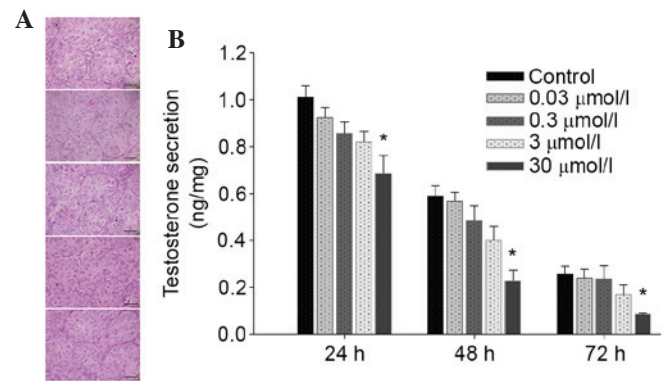 A
B
1.2
1.0
0.8
0.6
0.4
0.2
0.0
Testosterone secretion
(ng/mg)
Control
0.03 μmol/l
0.3 μmol/l
3 μmol/l
30 μmol/l
*
*
*
24 h
48 h
72 h